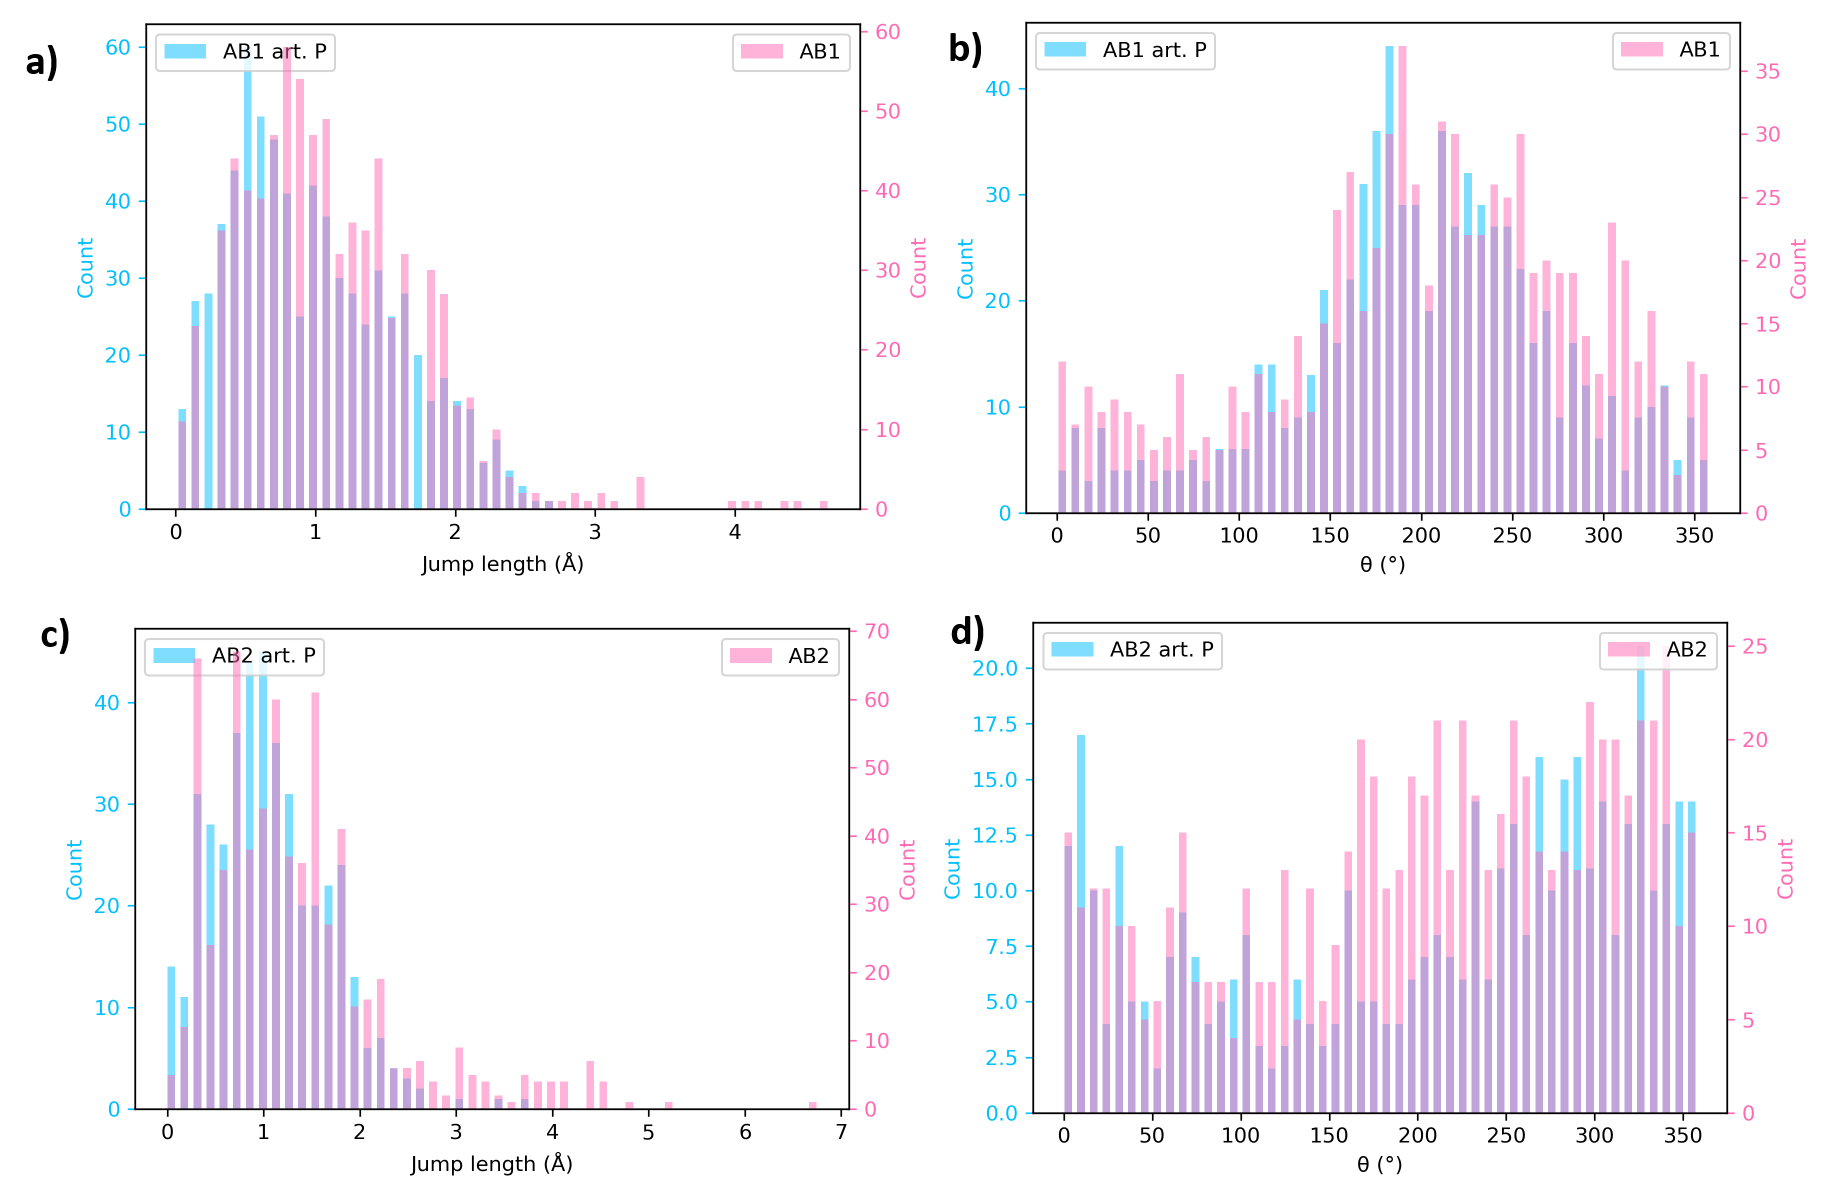 a)
AB1 art. P
AB1
60
50
40
30
20
10
0
Count
60
50
40
30
20
10
0
Count
0 1 2 3 4
Jump length (Å)
b)
AB1 art. P
AB1
40
30
20
10
0
Count
35
30
25
20
15
10
5
0
Count
0 50 100 150 200 250 300 350
θ (°)
c)
AB2 art. P
AB2
40
30
20
10
0
Count
70
60
50
40
30
20
10
0
Count
0 1 2 3 4 5 6 7
Jump length (Å)
d)
AB2 art. P
AB2
20.0
17.5
15.0
12.5
10.0
7.5
5.0
2.5
0.0
Count
25
20
15
10
5
0
Count
0 50 100 150 200 250 300 350
θ (°)